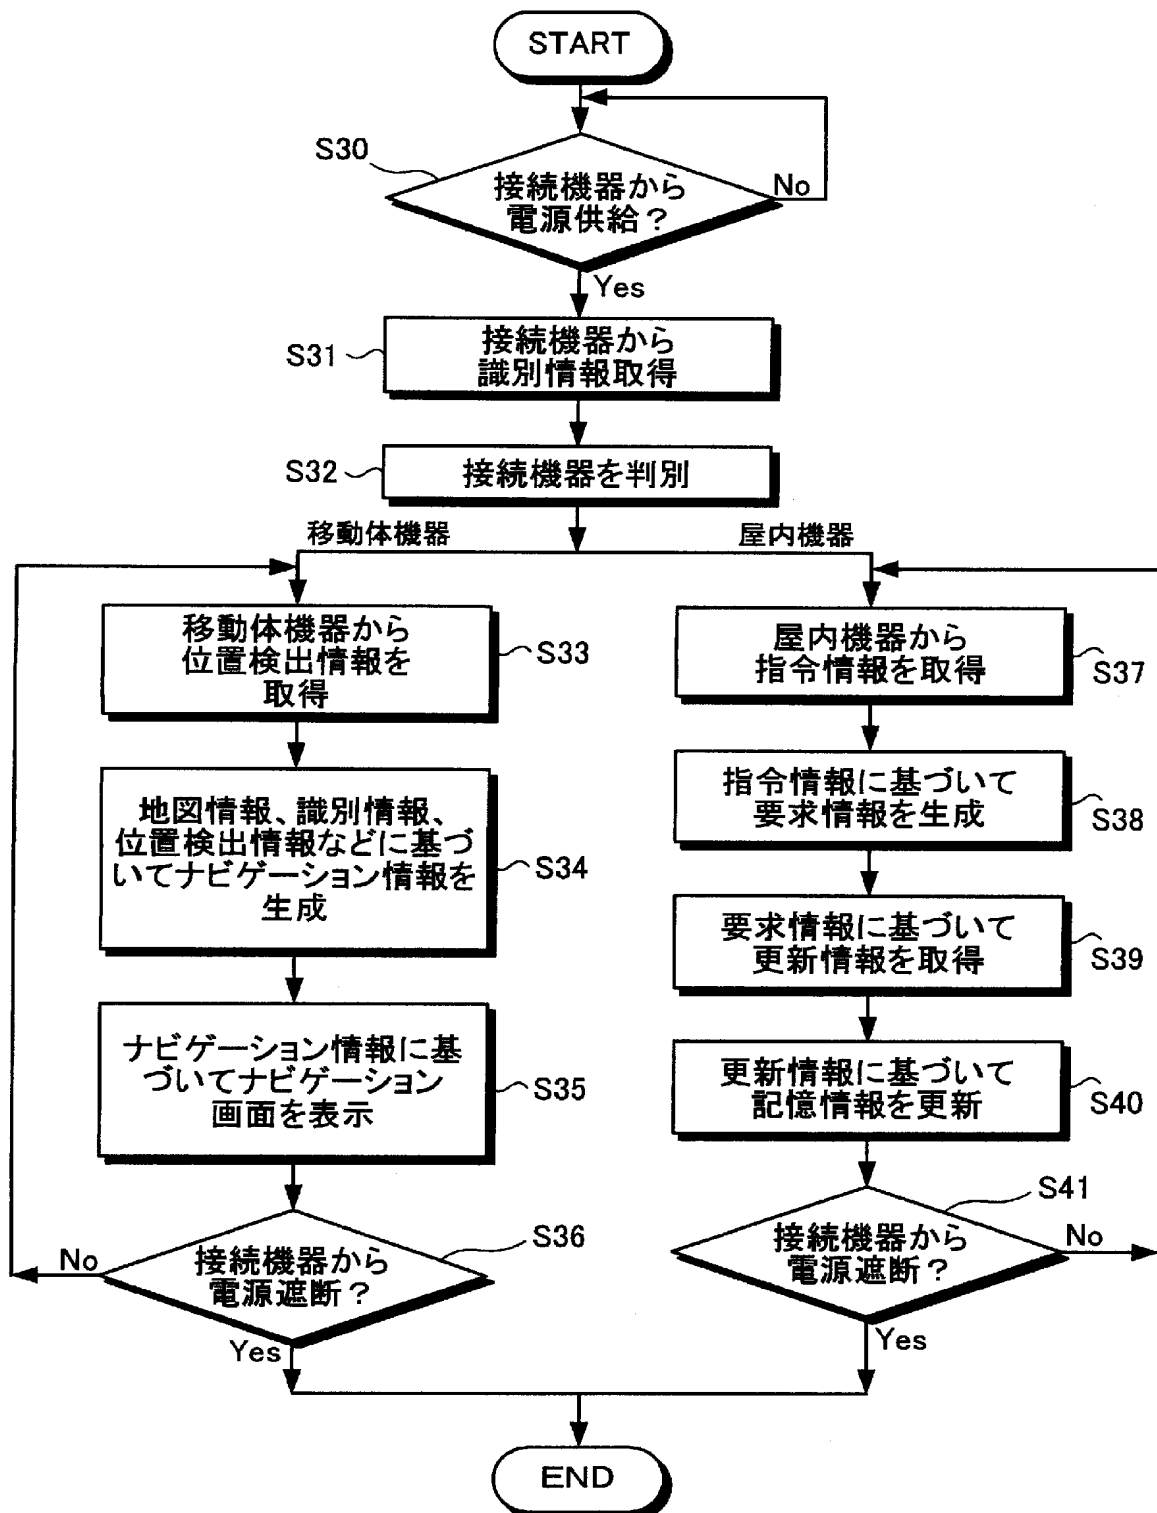 START
S30
接続機器から
電源供給？
No
Yes
S31
接続機器から
識別情報取得
S32
接続機器を判別
移動体機器
屋内機器
移動体機器から
位置検出情報を
取得
S33
地図情報、識別情報、
位置検出情報などに基づ
いてナビゲーション情報を
生成
S34
ナビゲーション情報に基
づいてナビゲーション
画面を表示
S35
接続機器から
電源遮断？
S36
No
Yes
屋内機器から
指令情報を取得
S37
指令情報に基づいて
要求情報を生成
S38
要求情報に基づいて
更新情報を取得
S39
更新情報に基づいて
記憶情報を更新
S40
S41
接続機器から
電源遮断？
No
Yes
END